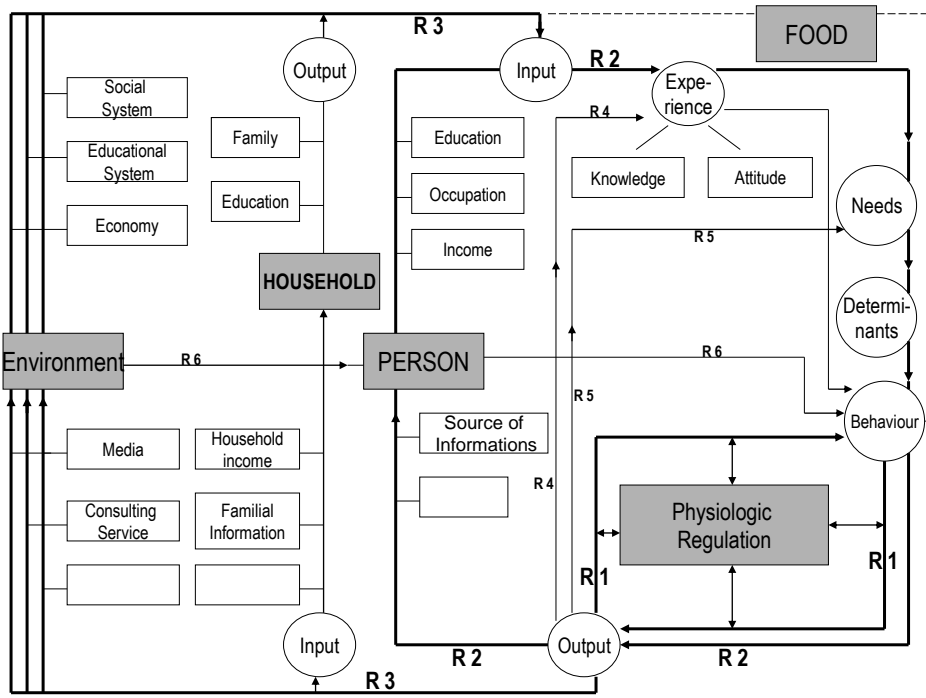 R 3
FOOD
Output
Input
R 2
Expe-
rience
Social
System
R 4
Family
Education
Educational
System
Knowledge
Attitude
Education
Occupation
Needs
Economy
R 5
Income
HOUSEHOLD
Determi-
nants
Environment
R 6
PERSON
R 6
R 5
Behaviour
Source of
Informations
Media
Household
income
R 4
Consulting
Service
Familial
Information
Physiologic
Regulation
R 1
R 1
Input
Output
R 2
R 2
R 3